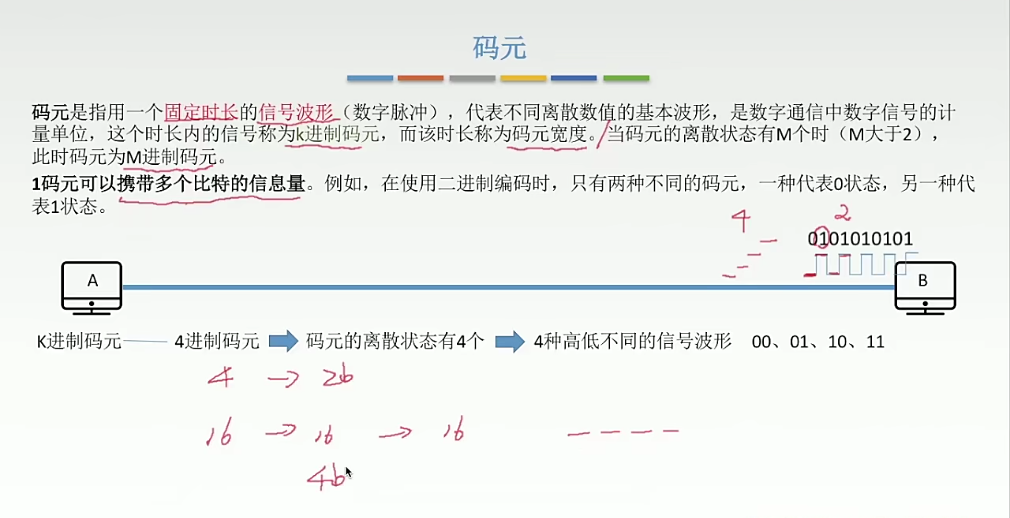 码元
码元是指用一个固定时长的信号波形（数字脉冲），代表不同离散数值的基本波形，是数字通信中数字信号的计
量单位，这个时长内的信号称为k进制码元，而该时长称为码元宽度。当码元的离散状态有M个时（M大于2），
此时码元为M进制码元。
1码元可以携带多个比特的信息量。例如，在使用二进制编码时，只有两种不同的码元，一种代表0状态，另一种代
表1状态。
4 2
0101010101
A B
K进制码元 4进制码元 码元的离散状态有4个 4种高低不同的信号波形 00、01、10、11
4 → 2b
16 → 16 → 16
4b